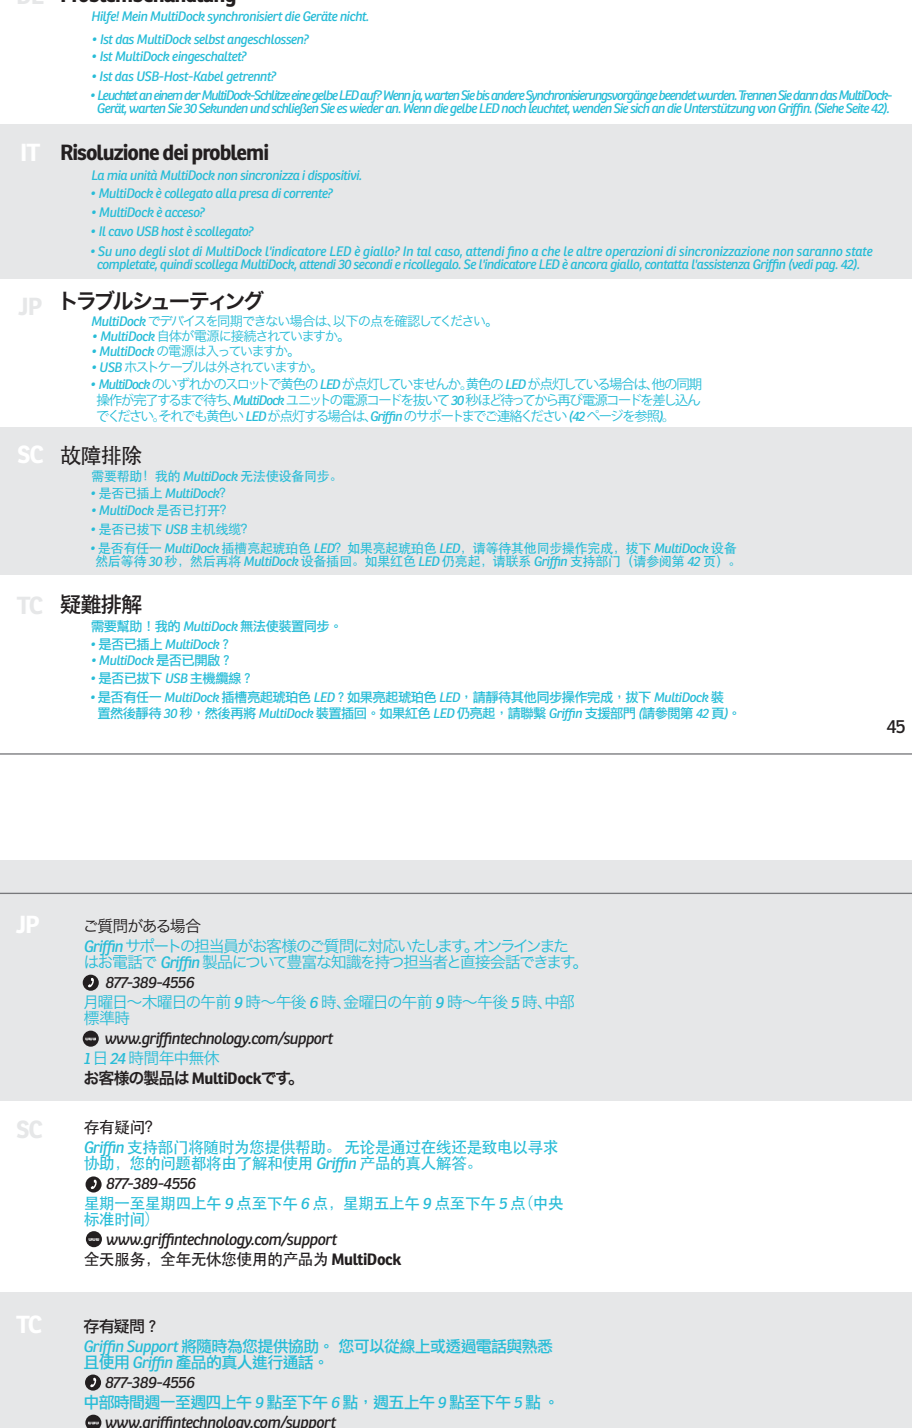 DE Problembehandlung
Hilfe! Mein MultiDock synchronisiert die Geräte nicht.
• Ist das MultiDock selbst angeschlossen?
• Ist MultiDock eingeschaltet?
• Ist das USB-Host-Kabel getrennt?
• Leuchtet an einem der MultiDock-Schlitze eine gelbe LED auf? Wenn ja, warten Sie bis andere Synchronisierungsvorgänge beendet wurden. Trennen Sie dann das MultiDock-
Gerät, warten Sie 30 Sekunden und schließen Sie es wieder an. Wenn die gelbe LED noch leuchtet, wenden Sie sich an die Unterstützung von Griffin. (Siehe Seite 42).
IT Risoluzione dei problemi
La mia unità MultiDock non sincronizza i dispositivi.
• MultiDock è collegato alla presa di corrente?
• MultiDock è acceso?
• Il cavo USB host è scollegato?
• Su uno degli slot di MultiDock l'indicatore LED è giallo? In tal caso, attendi fino a che le altre operazioni di sincronizzazione non saranno state
completate, quindi scollega MultiDock, attendi 30 secondi e ricollegalo. Se l'indicatore LED è ancora giallo, contatta l'assistenza Griffin (vedi pag. 42).
JP トラブルシューティング
MultiDock でデバイスを同期できない場合は、以下の点を確認してください。
• MultiDock 自体が電源に接続されていますか。
• MultiDock の電源は入っていますか。
• USB ホストケーブルは外されていますか。
• MultiDock のいずれかのスロットで黄色の LED が点灯していませんか。黄色の LED が点灯している場合は、他の同期
操作が完了するまで待ち、MultiDock ユニットの電源コードを抜いて 30 秒ほど待ってから再び電源コードを差し込ん
でください。それでも黄色い LED が点灯する場合は、Griffin のサポートまでご連絡ください (42 ページを参照)。
SC 故障排除
需要帮助！我的 MultiDock 无法使设备同步。
• 是否已插上 MultiDock?
• MultiDock 是否已打开?
• 是否已拔下 USB 主机线缆?
• 是否有任一 MultiDock 插槽亮起琥珀色 LED? 如果亮起琥珀色 LED，请等待其他同步操作完成，拔下 MultiDock 设备
然后等待 30 秒，然后再将 MultiDock 设备插回。如果红色 LED 仍亮起，请联系 Griffin 支持部门（请参阅第 42 页）。
TC 疑難排解
需要幫助！我的 MultiDock 無法使裝置同步。
• 是否已插上 MultiDock？
• MultiDock 是否已開啟？
• 是否已拔下 USB 主機纜線？
• 是否有任一 MultiDock 插槽亮起琥珀色 LED？如果亮起琥珀色 LED，請靜待其他同步操作完成，拔下 MultiDock 裝
置然後靜待 30 秒，然後再將 MultiDock 裝置插回。如果紅色 LED 仍亮起，請聯繫 Griffin 支援部門 (請參閱第 42 頁)。
45
JP ご質問がある場合
Griffin サポートの担当員がお客様のご質問に対応いたします。オンラインまた
はお電話で Griffin 製品について豊富な知識を持つ担当者と直接会話できます。
877-389-4556
月曜日〜木曜日の午前 9 時〜午後 6 時、金曜日の午前 9 時〜午後 5 時、中部
標準時
www.griffintechnology.com/support
1 日 24 時間年中無休
お客様の製品は MultiDockです。
SC 存有疑问?
Griffin 支持部门将随时为您提供帮助。 无论是通过在线还是致电以寻求
协助，您的问题都将由了解和使用 Griffin 产品的真人解答。
877-389-4556
星期一至星期四上午 9 点至下午 6 点，星期五上午 9 点至下午 5 点（中央
标准时间）
www.griffintechnology.com/support
全天服务，全年无休您使用的产品为 MultiDock
TC 存有疑問？
Griffin Support 將隨時為您提供協助。 您可以從線上或透過電話與熟悉
且使用 Griffin 產品的真人進行通話。
877-389-4556
中部時間週一至週四上午 9 點至下午 6 點，週五上午 9 點至下午 5 點 。
www.griffintechnology.com/support